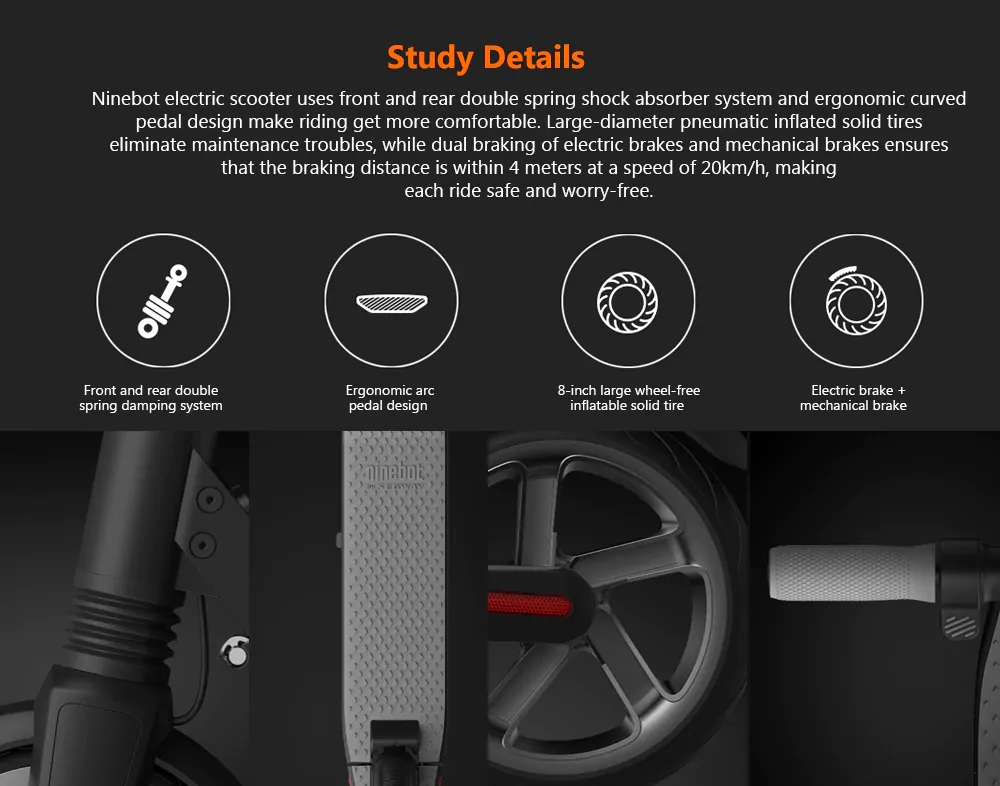 Study Details
Ninebot electric scooter uses front and rear double spring shock absorber system and ergonomic curved
pedal design make riding get more comfortable. Large-diameter pneumatic inflated solid tires
eliminate maintenance troubles, while dual braking of electric brakes and mechanical brakes ensures
that the braking distance is within 4 meters at a speed of 20km/h, making
each ride safe and worry-free.
Front and rear double
spring damping system
Ergonomic arc
pedal design
8-inch large wheel-free
inflatable solid tire
Electric brake +
mechanical brake
ninebot
by SEGWAY